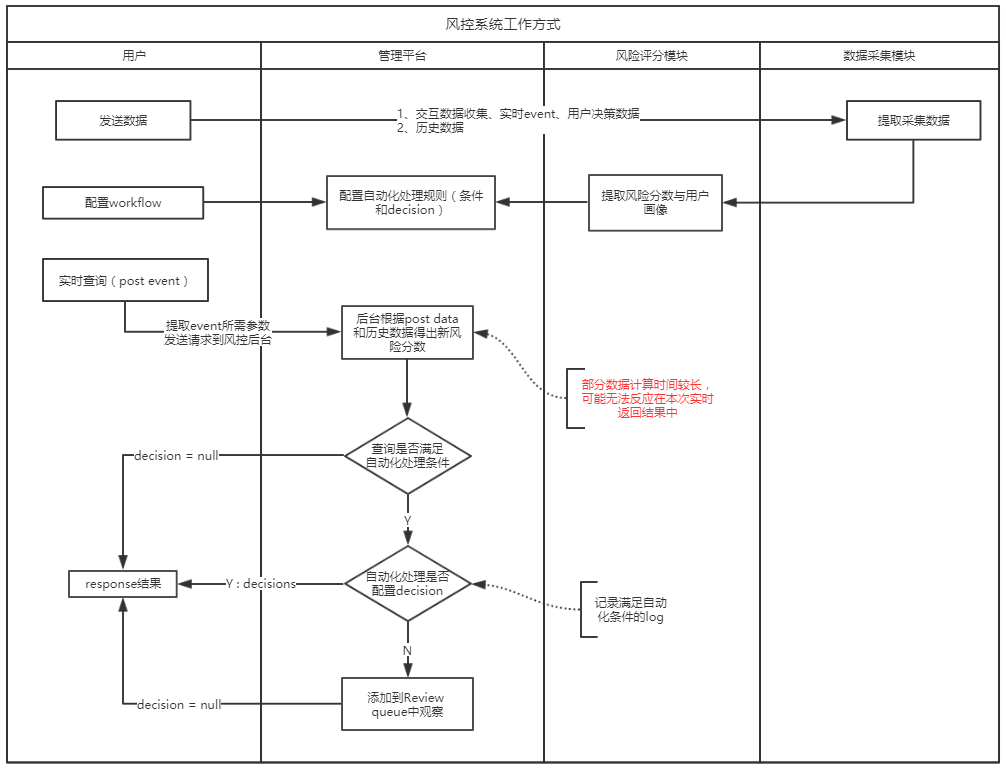 风控系统工作方式
用户
管理平台
风险评分模块
数据采集模块
发送数据
1、交互数据收集、实时event、用户决策数据
2、历史数据
提取采集数据
配置workflow
配置自动化处理规则（条件
和decision）
提取风险分数与用户
画像
实时查询（post event）
提取event所需参数
发送请求到风控后台
后台根据post data
和历史数据得出新风
险分数
部分数据计算时间较长，
可能无法反应在本次实时
返回结果中
查询是否满足
自动化处理条件
decision = null
Y
response结果
Y : decisions
自动化处理是否
配置decision
记录满足自动
化条件的log
N
decision = null
添加到Review
queue中观察